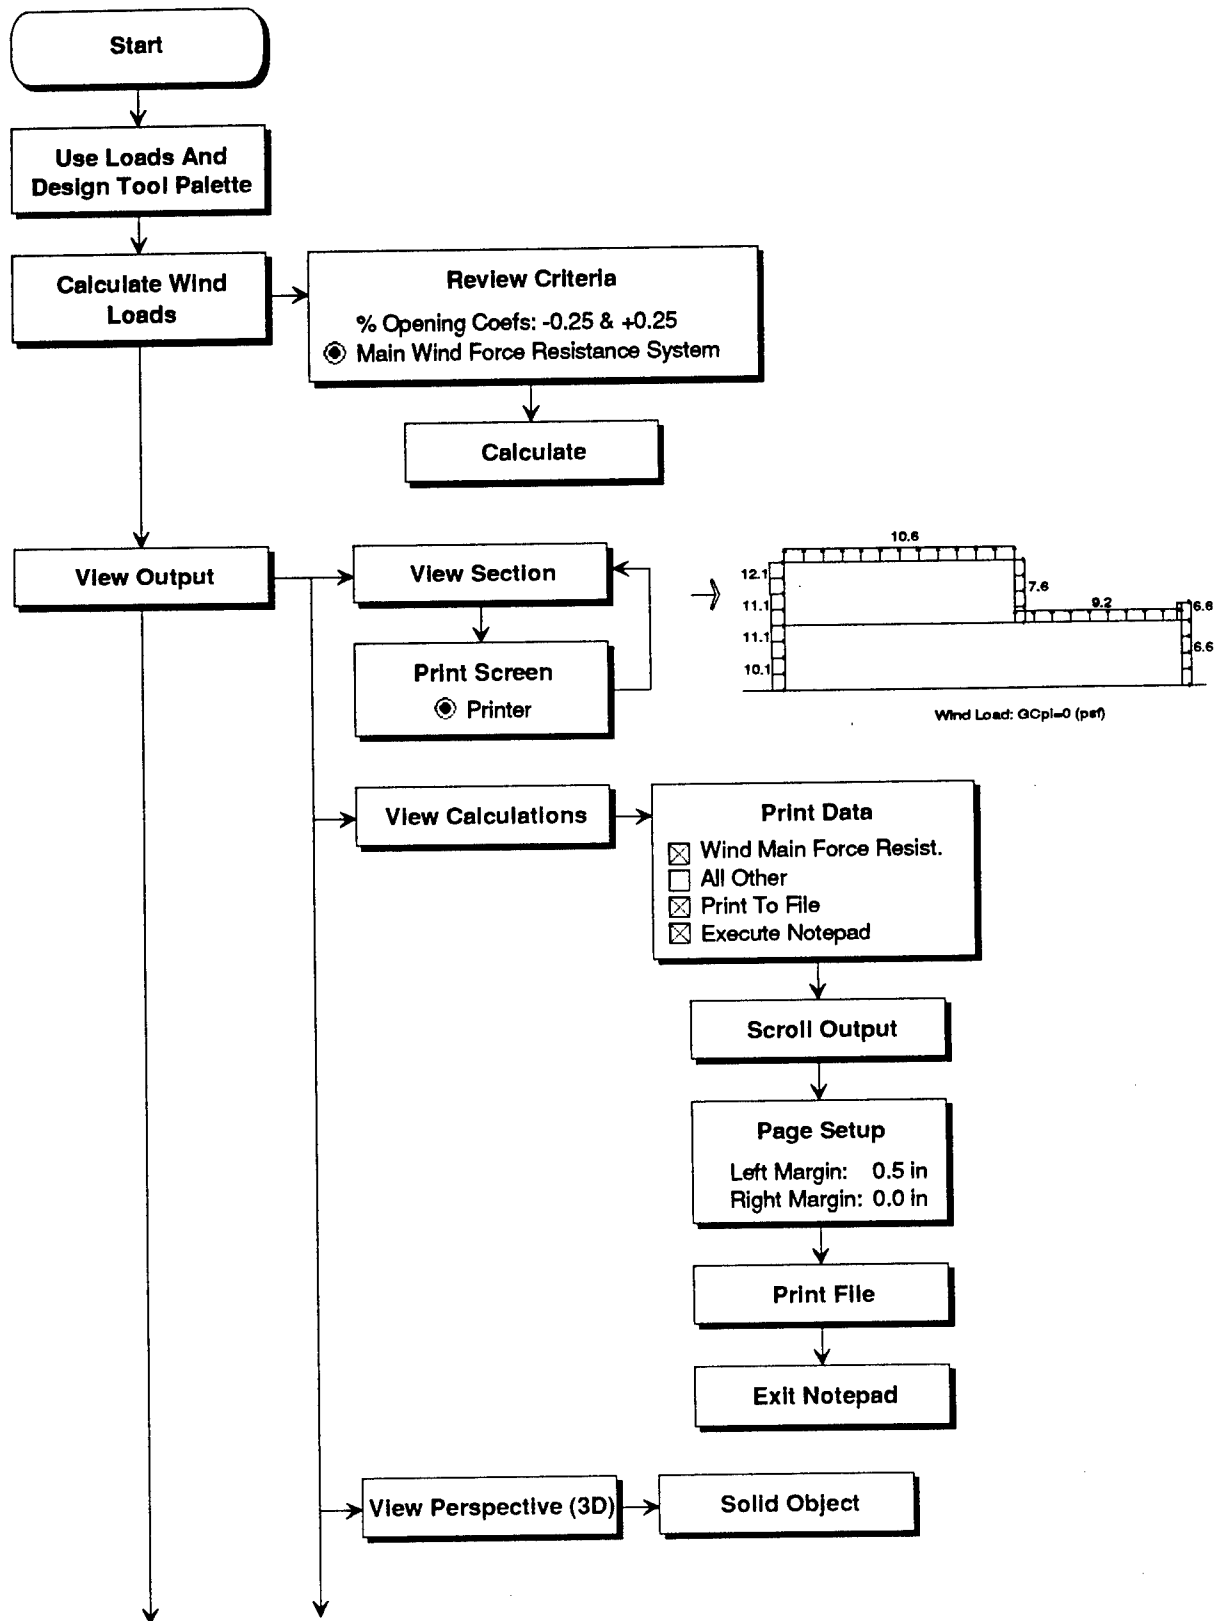 Start
Use Loads And
Design Tool Palette
Calculate Wind
Loads
Review Criteria
% Opening Coefs: -0.25 & +0.25
Main Wind Force Resistance System
Calculate
View Output
View Section
Print Screen
Printer
10.6
12.1
11.1
11.1
10.1
7.6
9.2
6.6
6.6
Wind Load: GCpi=0 (psf)
View Calculations
Print Data
Wind Main Force Resist.
All Other
Print To File
Execute Notepad
Scroll Output
Page Setup
Left Margin: 0.5 in
Right Margin: 0.0 in
Print File
Exit Notepad
View Perspective (3D)
Solid Object